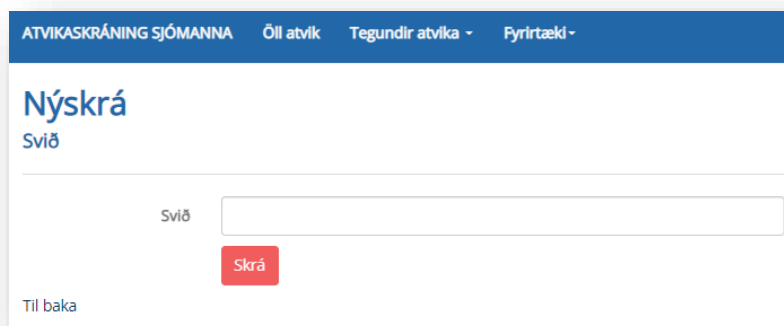 ATVIKASKRÁNING SJÓMANNA Öll atvik Tegundir atvika Fyrirtæki
Nýskrá
Svið
Svið
Skrá
Til baka